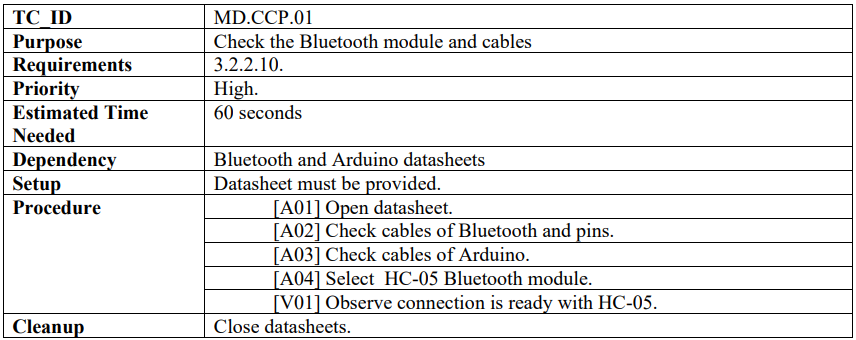 TC_ID MD.CCP.01
Purpose Check the Bluetooth module and cables
Requirements 3.2.2.10.
Priority High.
Estimated Time 60 seconds
Needed
Dependency Bluetooth and Arduino datasheets
Setup Datasheet must be provided.
Procedure [A01] Open datasheet.
[A02] Check cables of Bluetooth and pins.
[A03] Check cables of Arduino.
[A04] Select HC-05 Bluetooth module.
[V01] Observe connection is ready with HC-05.
Cleanup Close datasheets.